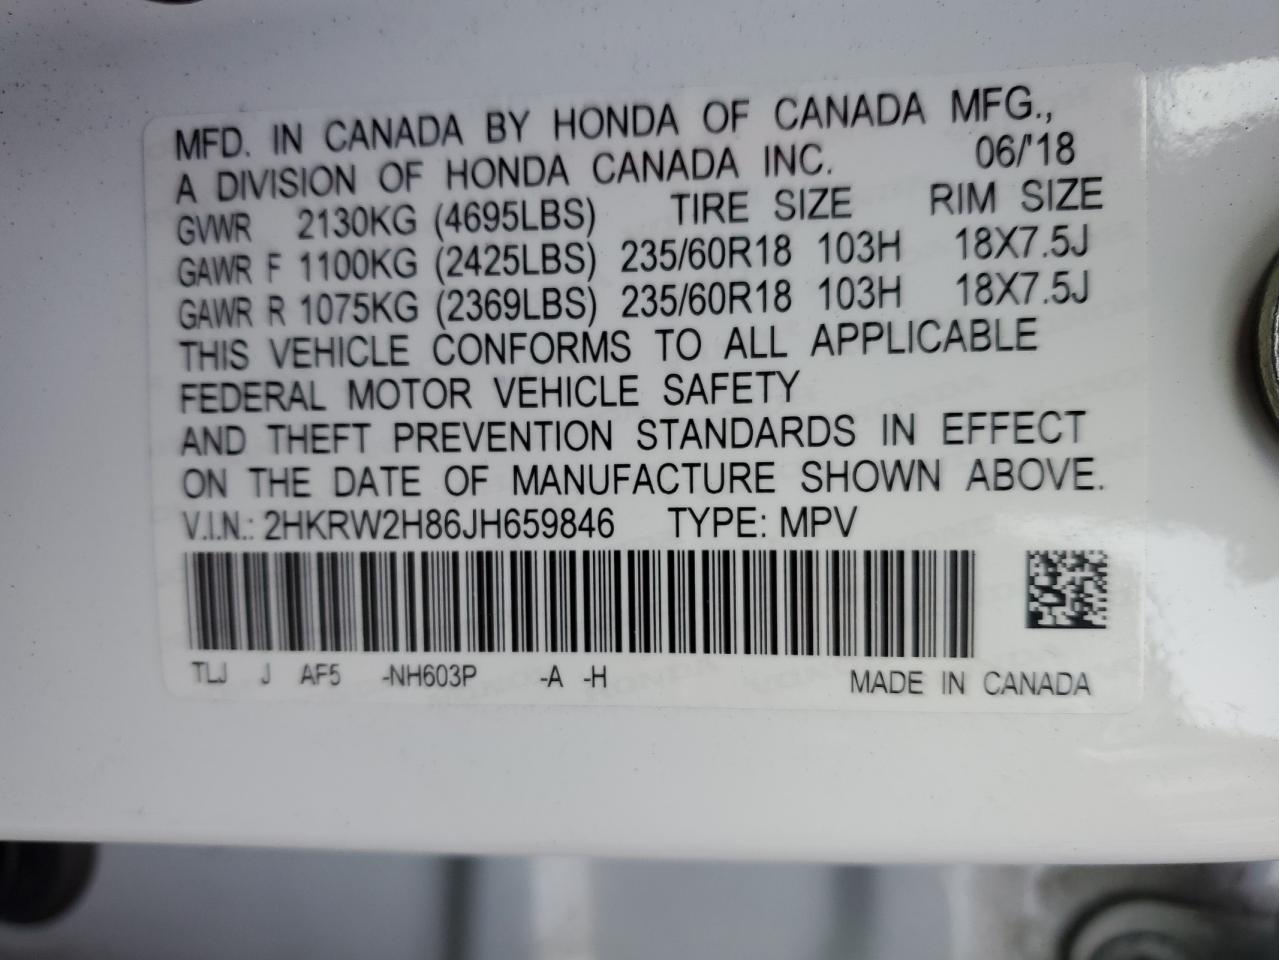 MFD. IN CANADA BY HONDA OF CANADA MFG.,
A DIVISION OF HONDA CANADA INC. 06/'18
GVWR 2130KG (4695LBS) TIRE SIZE RIM SIZE
GAWR F 1100KG (2425LBS) 235/60R18 103H 18X7.5J
GAWR R 1075KG (2369LBS) 235/60R18 103H 18X7.5J
THIS VEHICLE CONFORMS TO ALL APPLICABLE
FEDERAL MOTOR VEHICLE SAFETY
AND THEFT PREVENTION STANDARDS IN EFFECT
ON THE DATE OF MANUFACTURE SHOWN ABOVE.
V.I.N.: 2HKRW2H86JH659846 TYPE: MPV
TLJ J AF5 -NH603P -A -H MADE IN CANADA